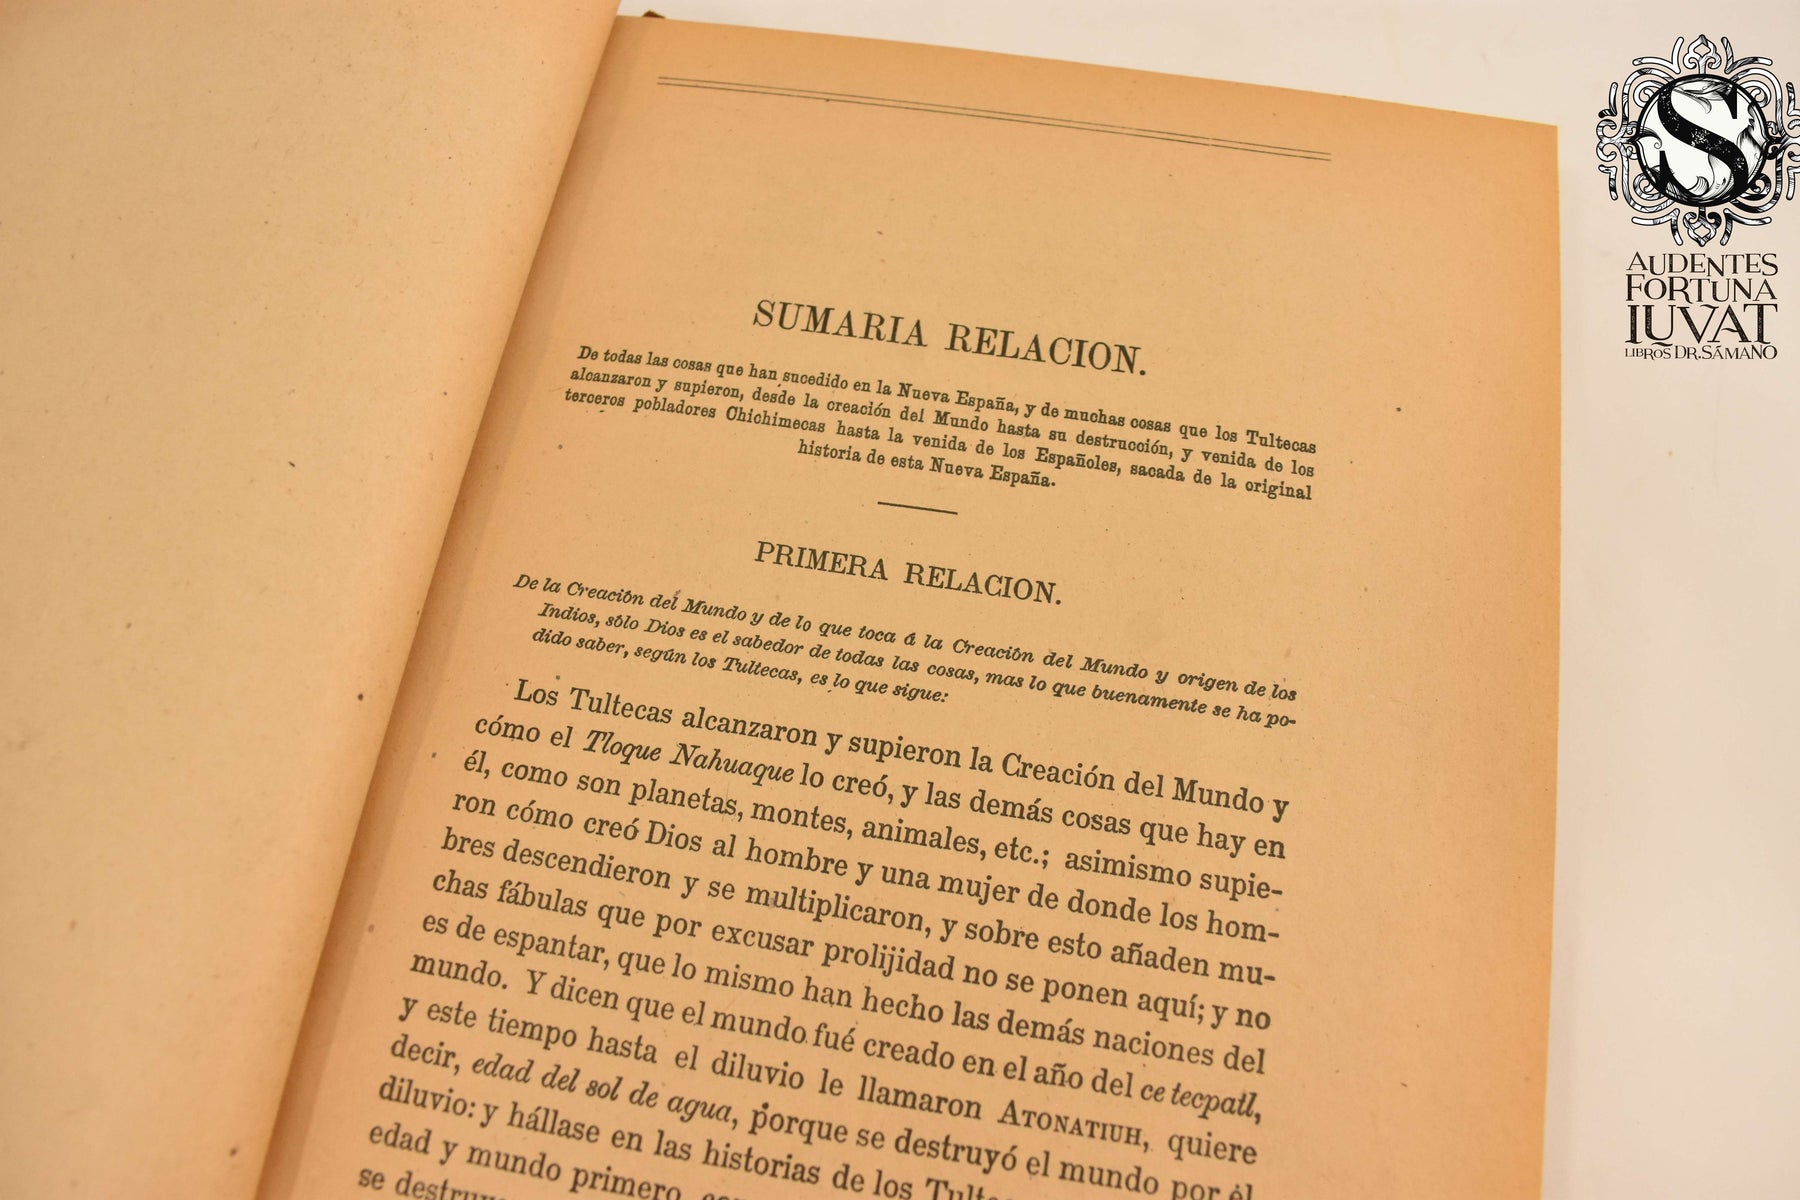 SUMARIA RELACION.
De todas las cosas que han sucedido en la Nueva España, y de muchas cosas que los Tultecas
alcanzaron y supieron, desde la creación del Mundo hasta su destrucción, y venida de los
terceros pobladores Chichimecas hasta la venida de los Españoles, sacada de la original
historia de esta Nueva España.
PRIMERA RELACION.
De la Creación del Mundo y de lo que toca á la Creación del Mundo y origen de los
Indios, sólo Dios es el sabedor de todas las cosas, mas lo que buenamente se ha po-
dido saber, según los Tultecas, es lo que sigue:
Los Tultecas alcanzaron y supieron la Creación del Mundo y
cómo el Tloque Nahuaque lo creó, y las demás cosas que hay en
él, como son planetas, montes, animales, etc.; asimismo supie-
ron cómo creó Dios al hombre y una mujer de donde los hom-
bres descendieron y se multiplicaron, y sobre esto añaden mu-
chas fábulas que por excusar prolijidad no se ponen aquí; y no
es de espantar, que lo mismo han hecho las demás naciones del
mundo. Y dicen que el mundo fué creado en el año del ce tecpatl,
y este tiempo hasta el diluvio le llamaron ATONATIUH, quiere
decir, edad del sol de agua, porque se destruyó el mundo por él
diluvio: y hállase en las historias de los
edad y mundo primero,
se
S
AUDENTES
FORTUNA
IUVAT
LIBROS DR. SÁMANO